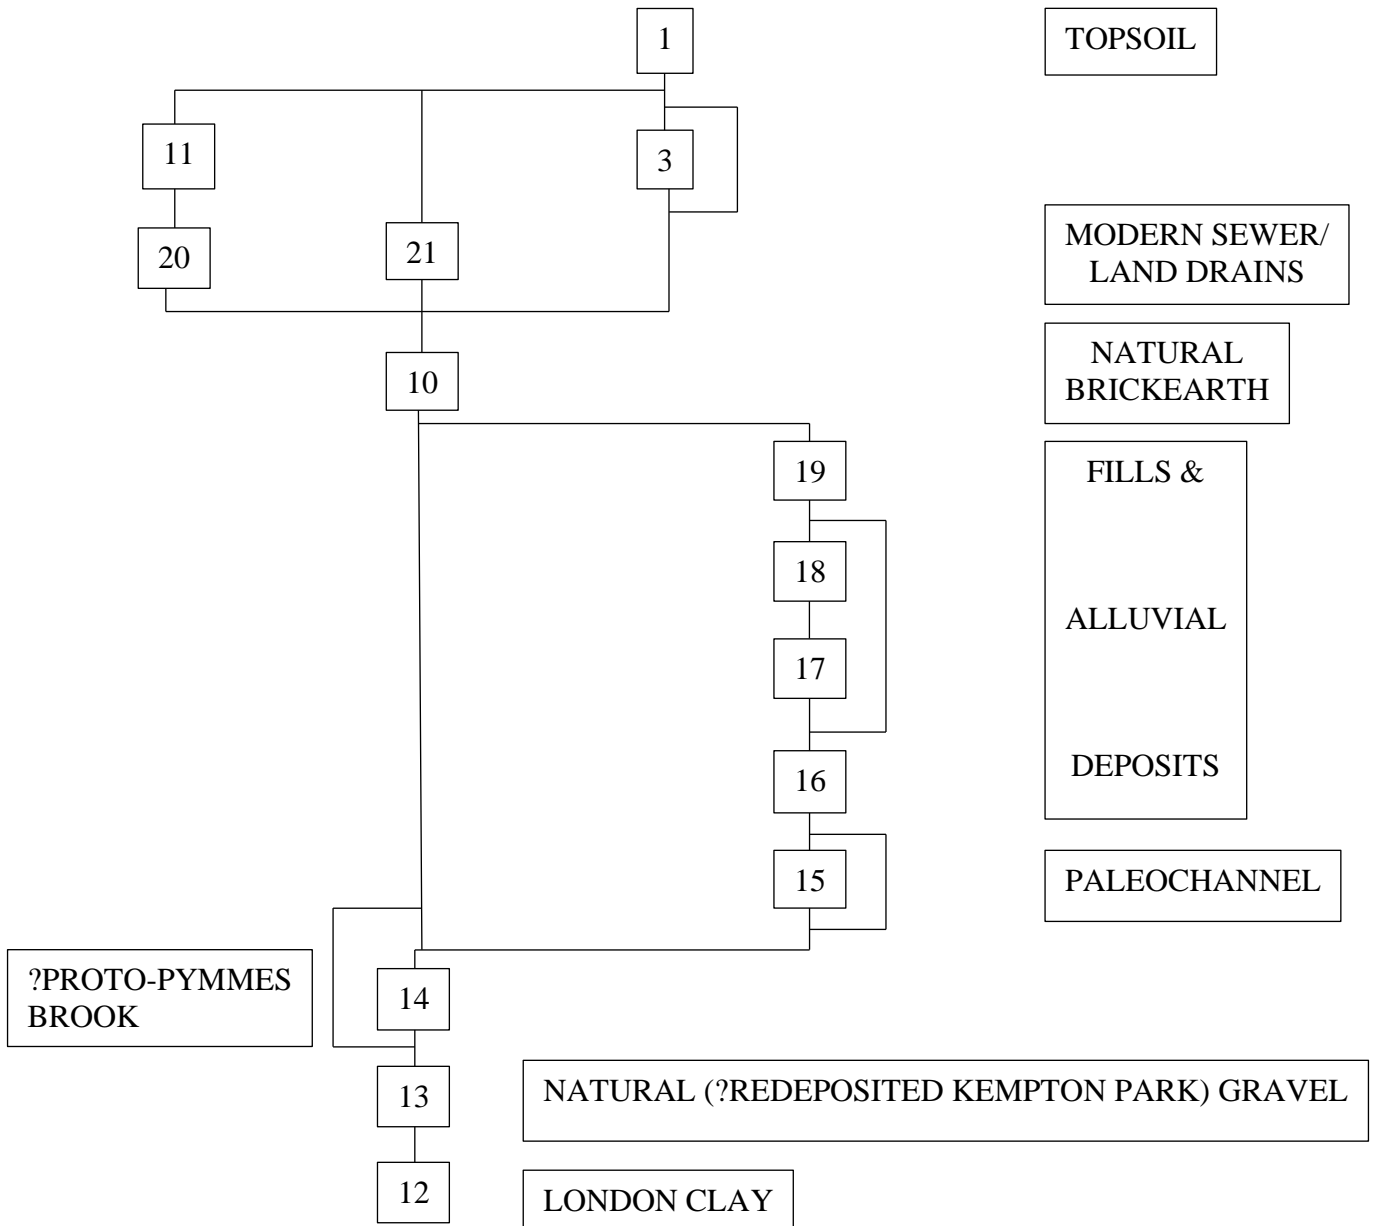 1
TOPSOIL
11
3
20
21
MODERN SEWER/
LAND DRAINS
10
NATURAL
BRICKEARTH
19
FILLS &
18
ALLUVIAL
17
16
DEPOSITS
15
PALEOCHANNEL
?PROTO-PYMMES
BROOK
14
13
NATURAL (?REDEPOSITED KEMPTON PARK) GRAVEL
12
LONDON CLAY